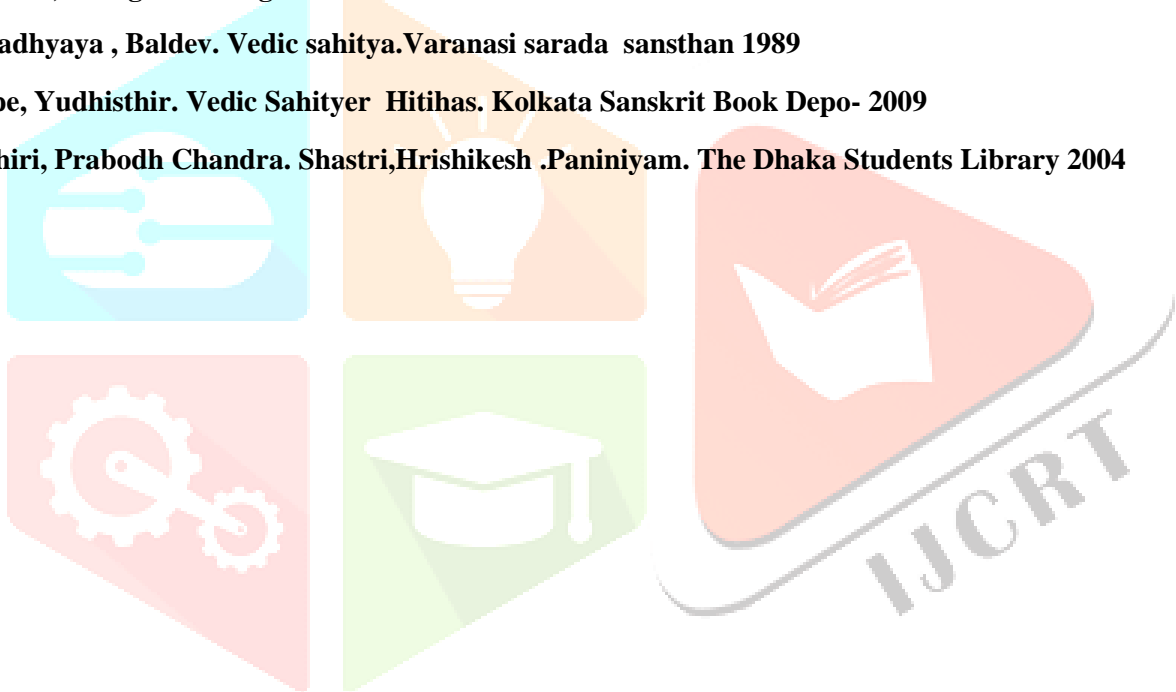 adhyaya , Baldev. Vedic sahitya.Varanasi sarada sansthan 1989
be, Yudhisthir. Vedic Sahityer Hitihas. Kolkata Sanskrit Book Depo- 2009
hiri, Prabodh Chandra. Shastri,Hrishikesh .Paniniyam. The Dhaka Students Library 2004
IJCRT